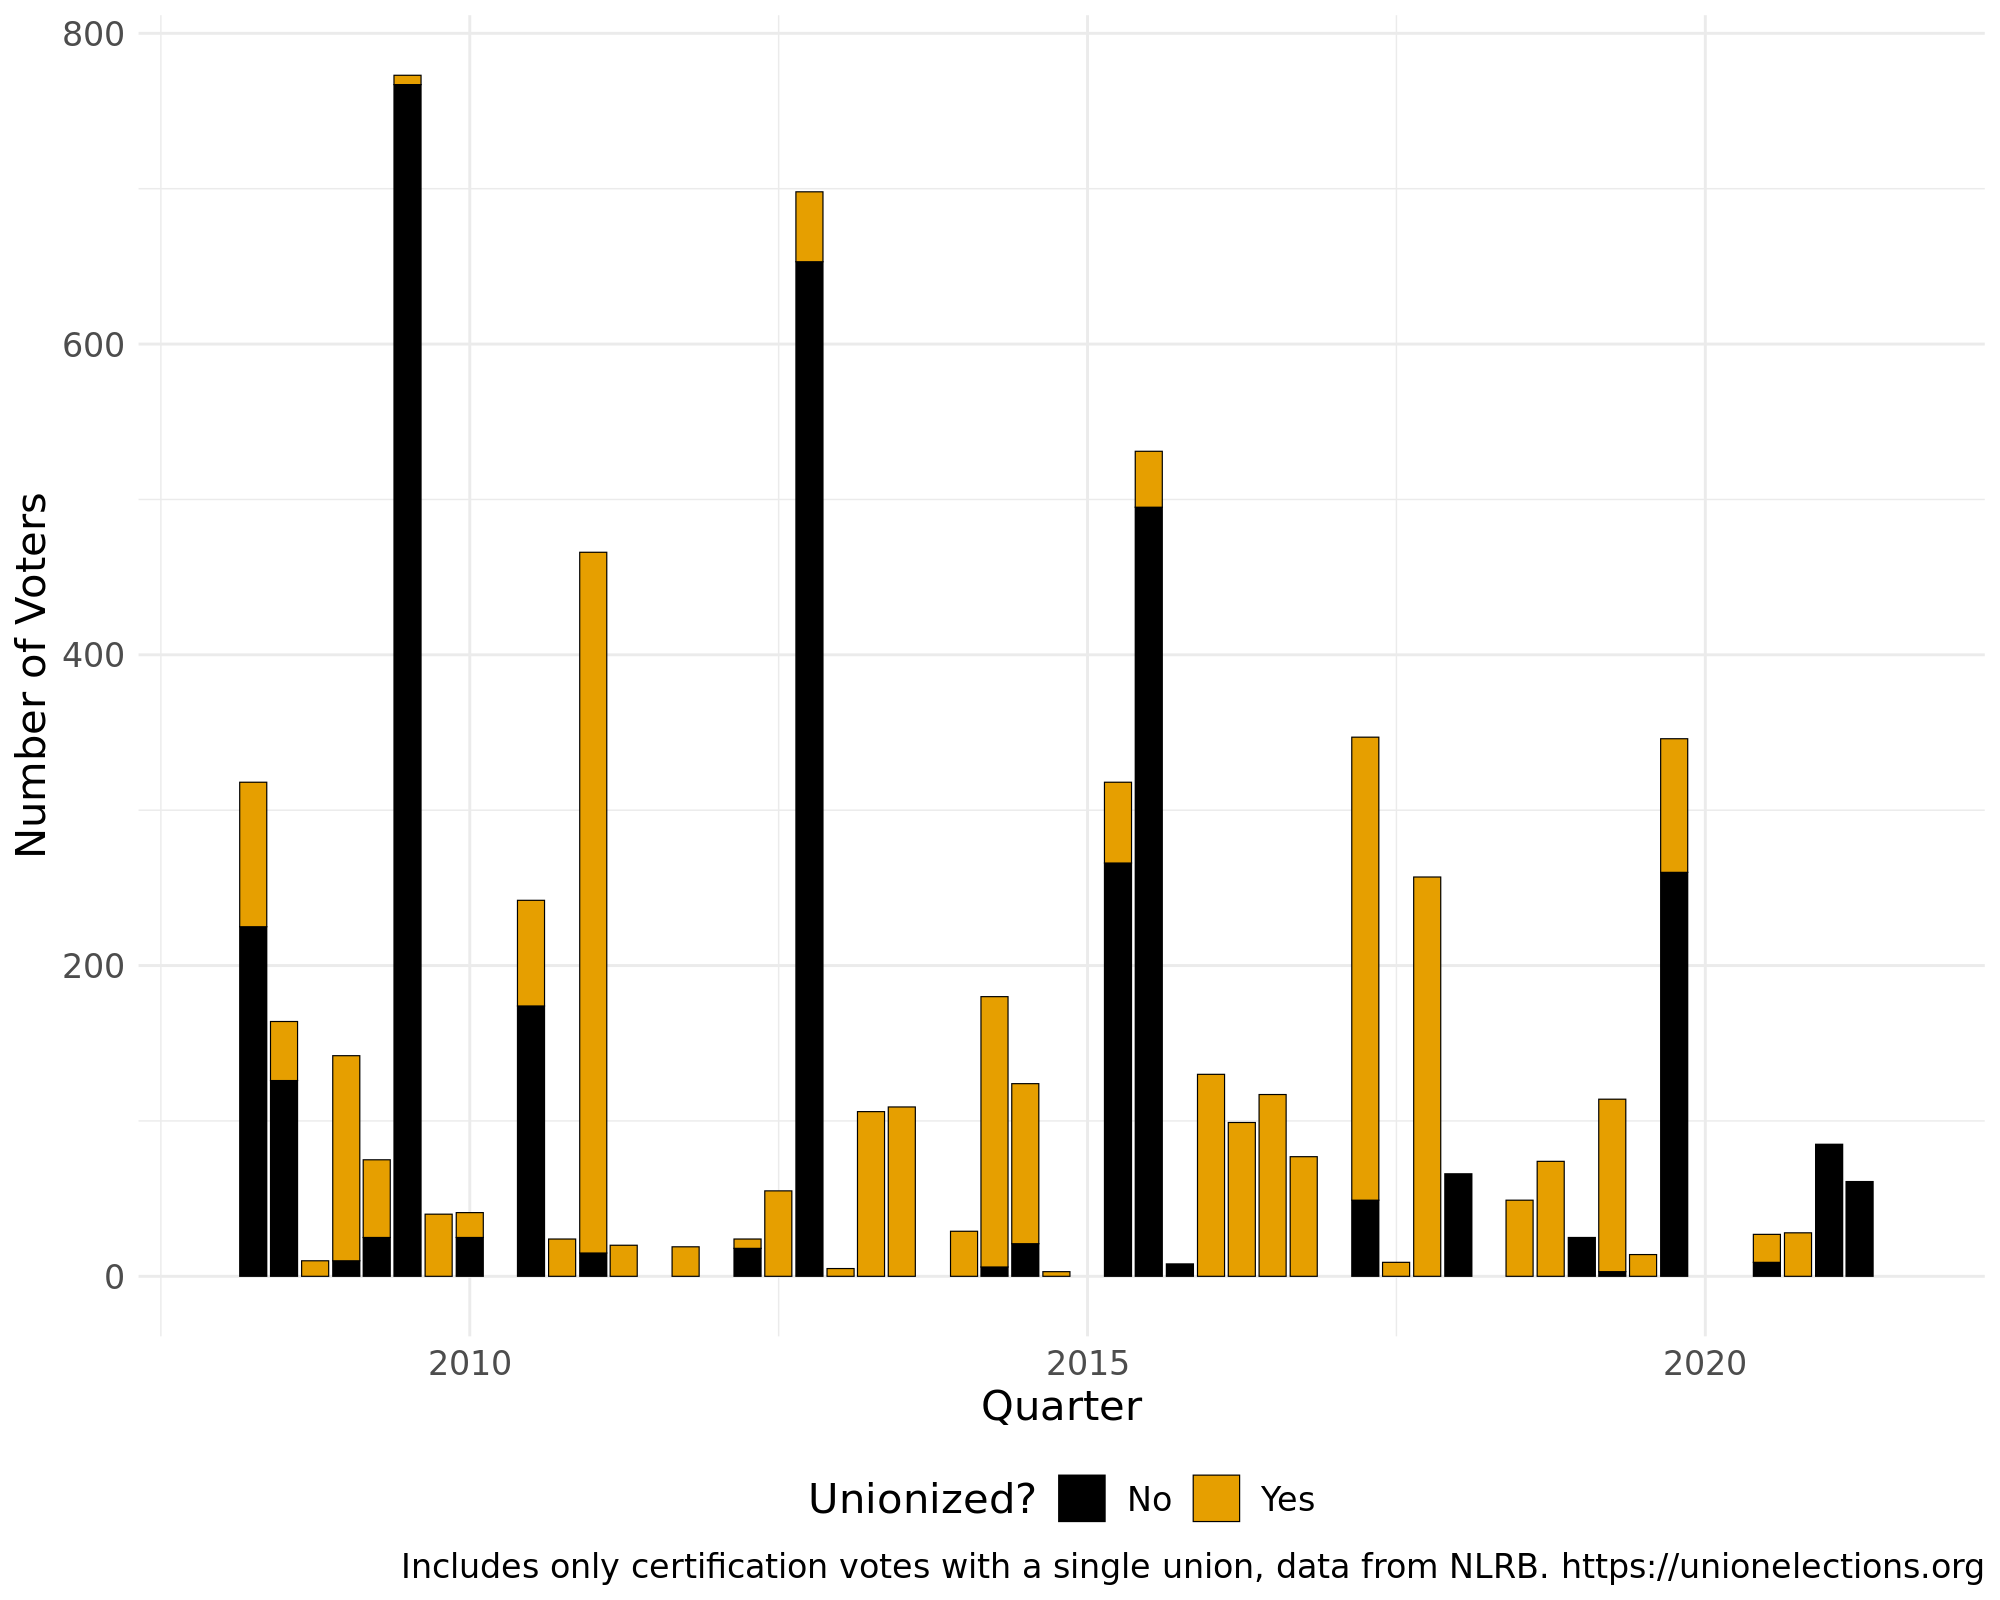 800
600
400
200
0
Number of Voters
2010 2015 2020
Quarter
Unionized? No Yes
Includes only certification votes with a single union, data from NLRB. https://unionelections.org